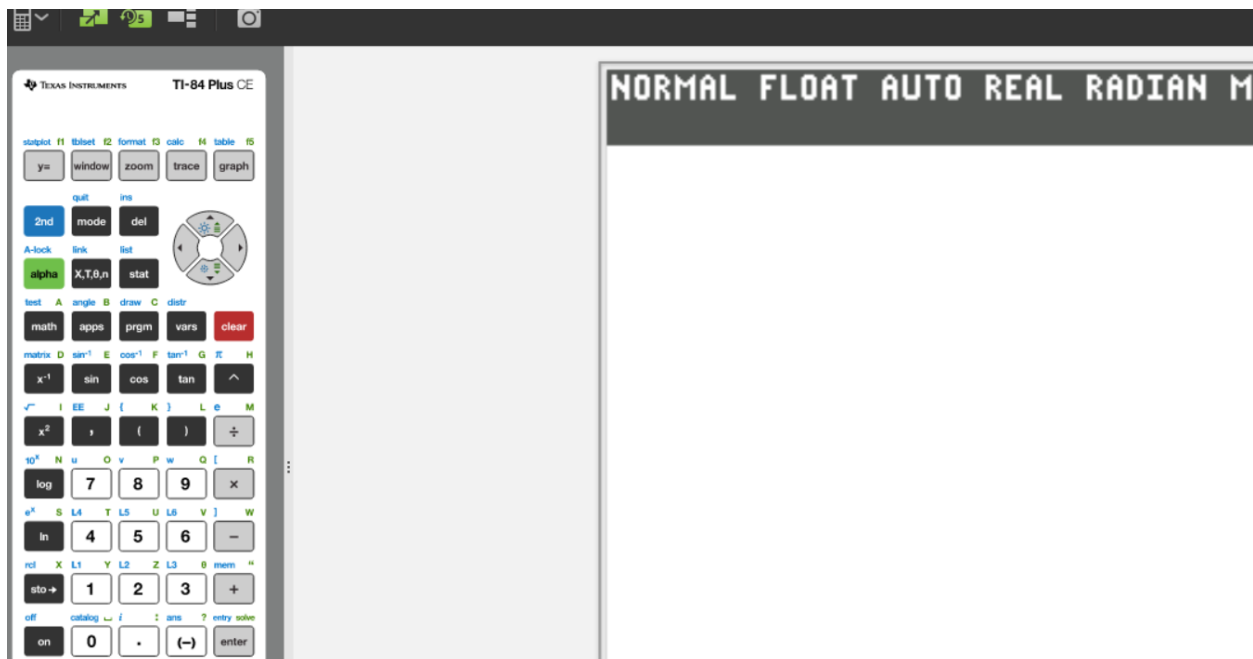 5
TEXAS INSTRUMENTS TI-84 Plus CE
NORMAL FLOAT AUTO REAL RADIAN M
statplot f1 tblset f2 format f3 calc f4 table f5
y= window zoom trace graph
quit ins
2nd mode del
A-lock link list
alpha X,T,θ,n stat
test A angle B draw C distr
math apps prgm vars clear
matrix D sin-1 E cos-1 F tan-1 G π H
x-1 sin cos tan ^
√ I EE J { K } L e M
x² , ( ) ÷
10x N u O v P w Q [ R
log 7 8 9 ×
ex S L4 T L5 U L6 V ] W
ln 4 5 6 −
rcl X L1 Y L2 Z L3 θ mem “
sto→ 1 2 3 +
off catalog ⎵ i : ans ? entry solve
on 0 . (−) enter